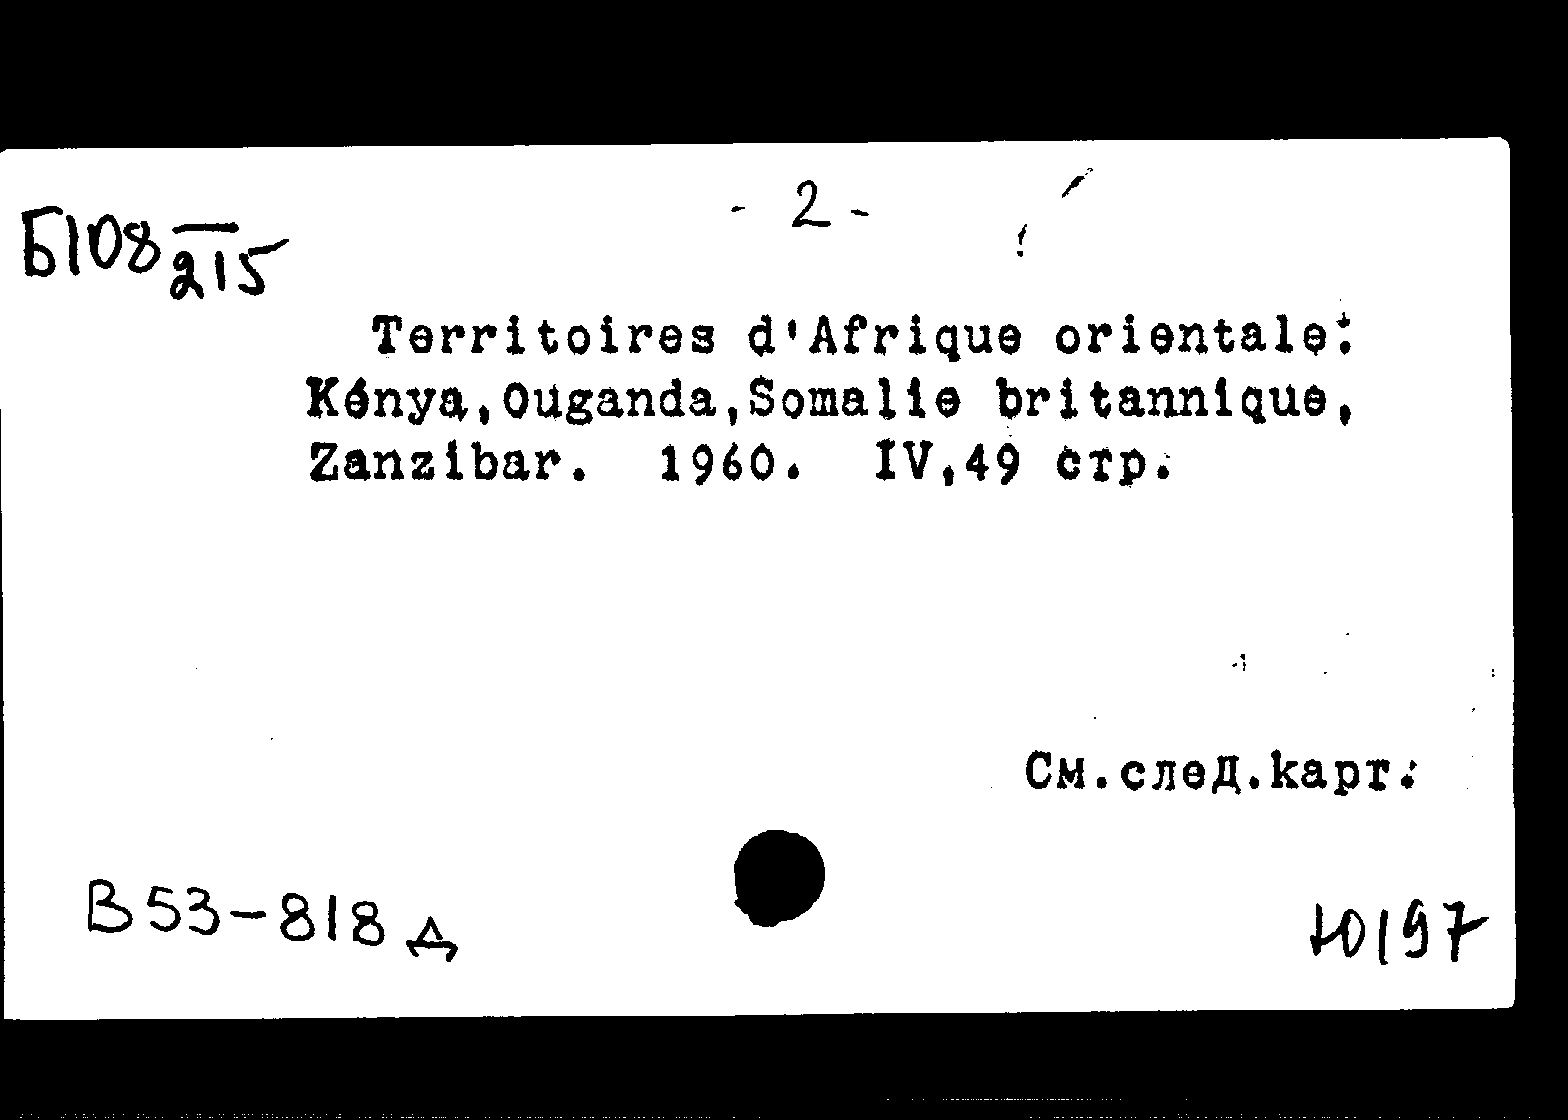 - 2 -
Б108
215
Territoires d'Afrique orientale:
Kénya,Ouganda,Somalie britannique,
Zanzibar. 1960. IV,49 стр.
См.след.карт.
В53-818 Д
Ю197